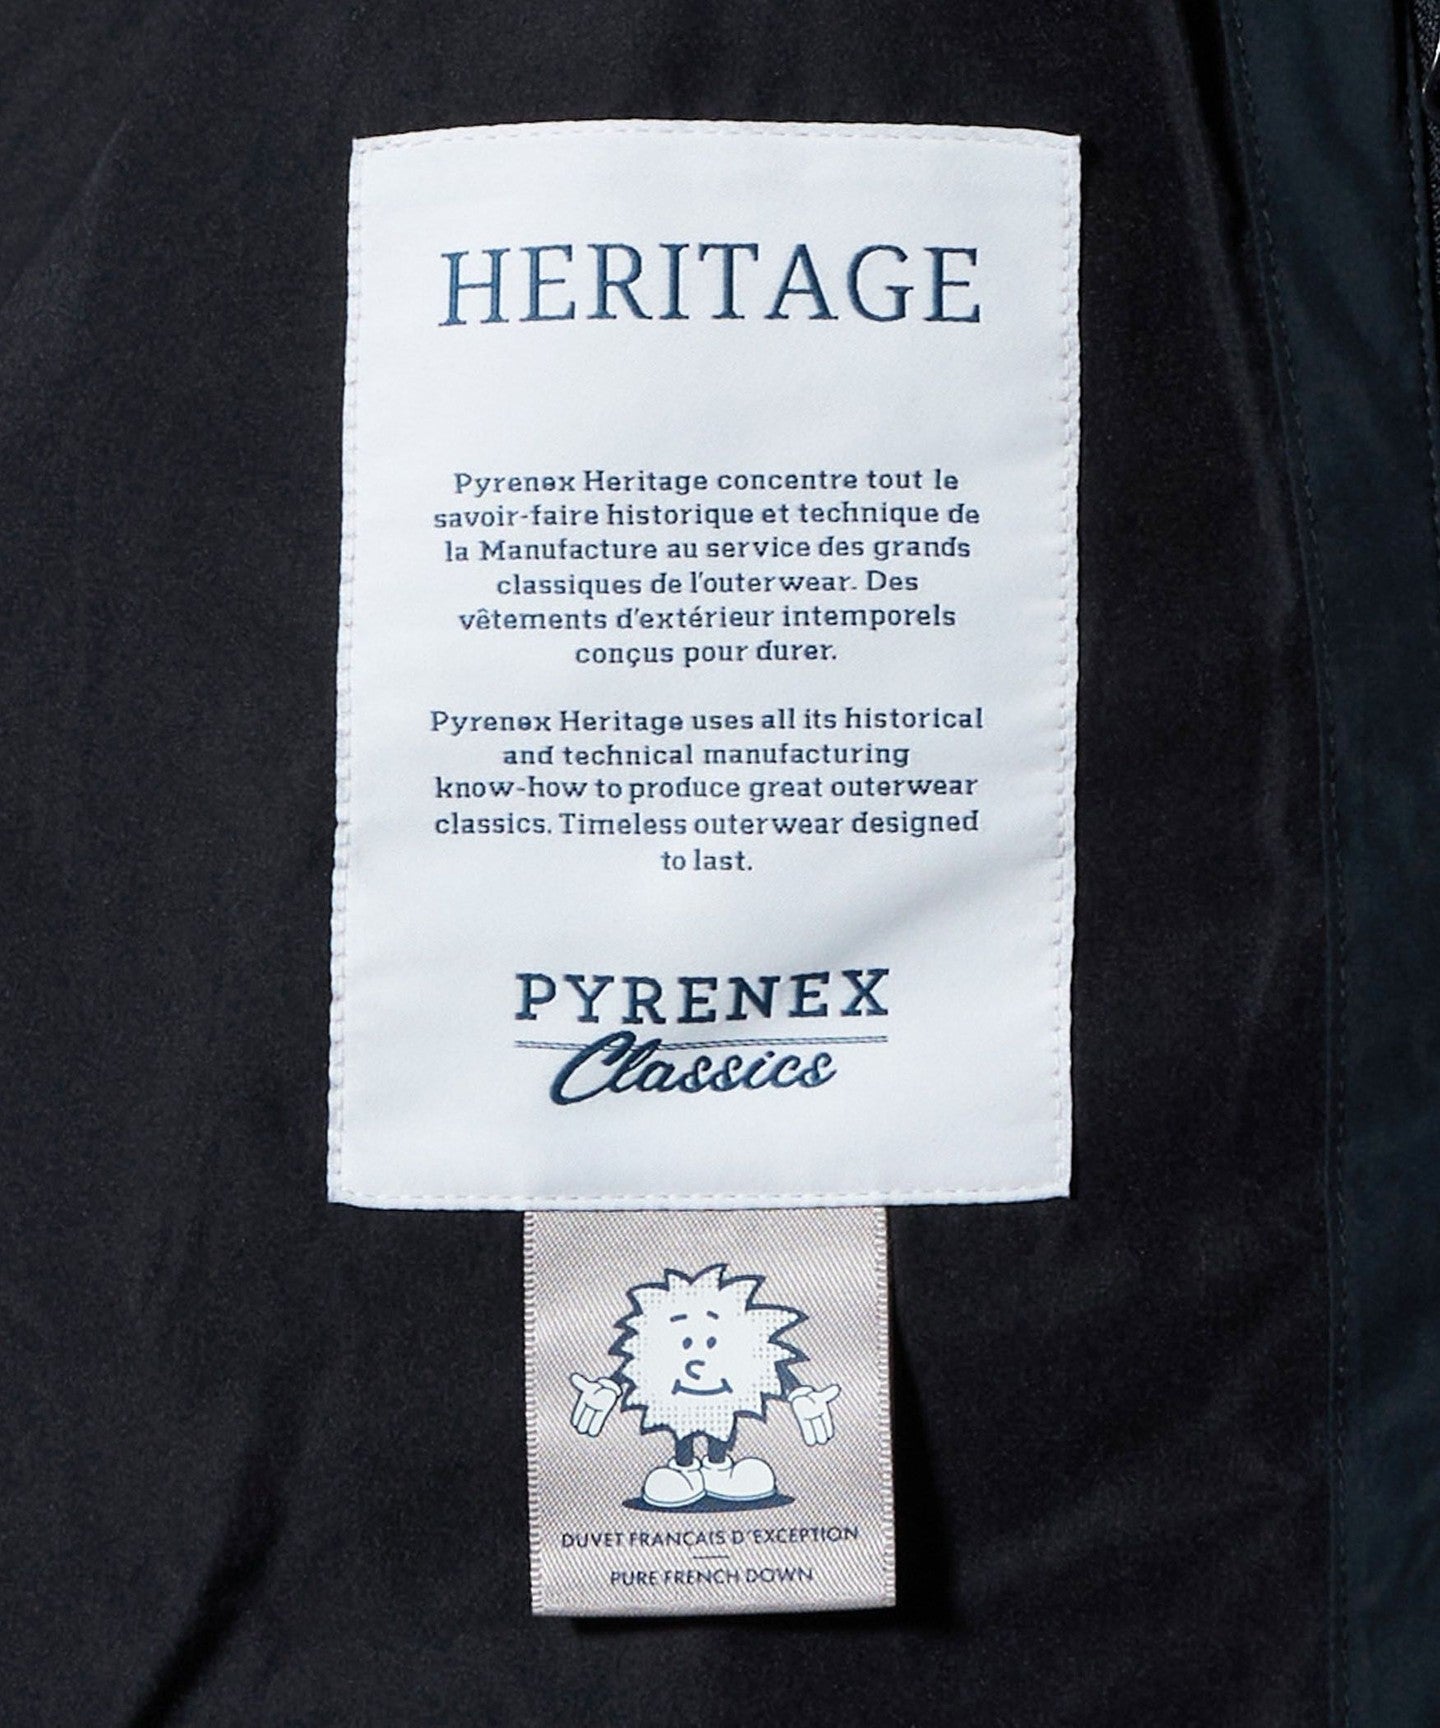 HERITAGE
Pyrenex Heritage concentre tout le
savoir-faire historique et technique de
la Manufacture au service des grands
classiques de l'outerwear. Des
vêtements d'extérieur intemporels
conçus pour durer.
Pyrenex Heritage uses all its historical
and technical manufacturing
know-how to produce great outerwear
classics. Timeless outerwear designed
to last.
PYRENEX
Classics
DUVET FRANÇAIS D'EXCEPTION
PURE FRENCH DOWN